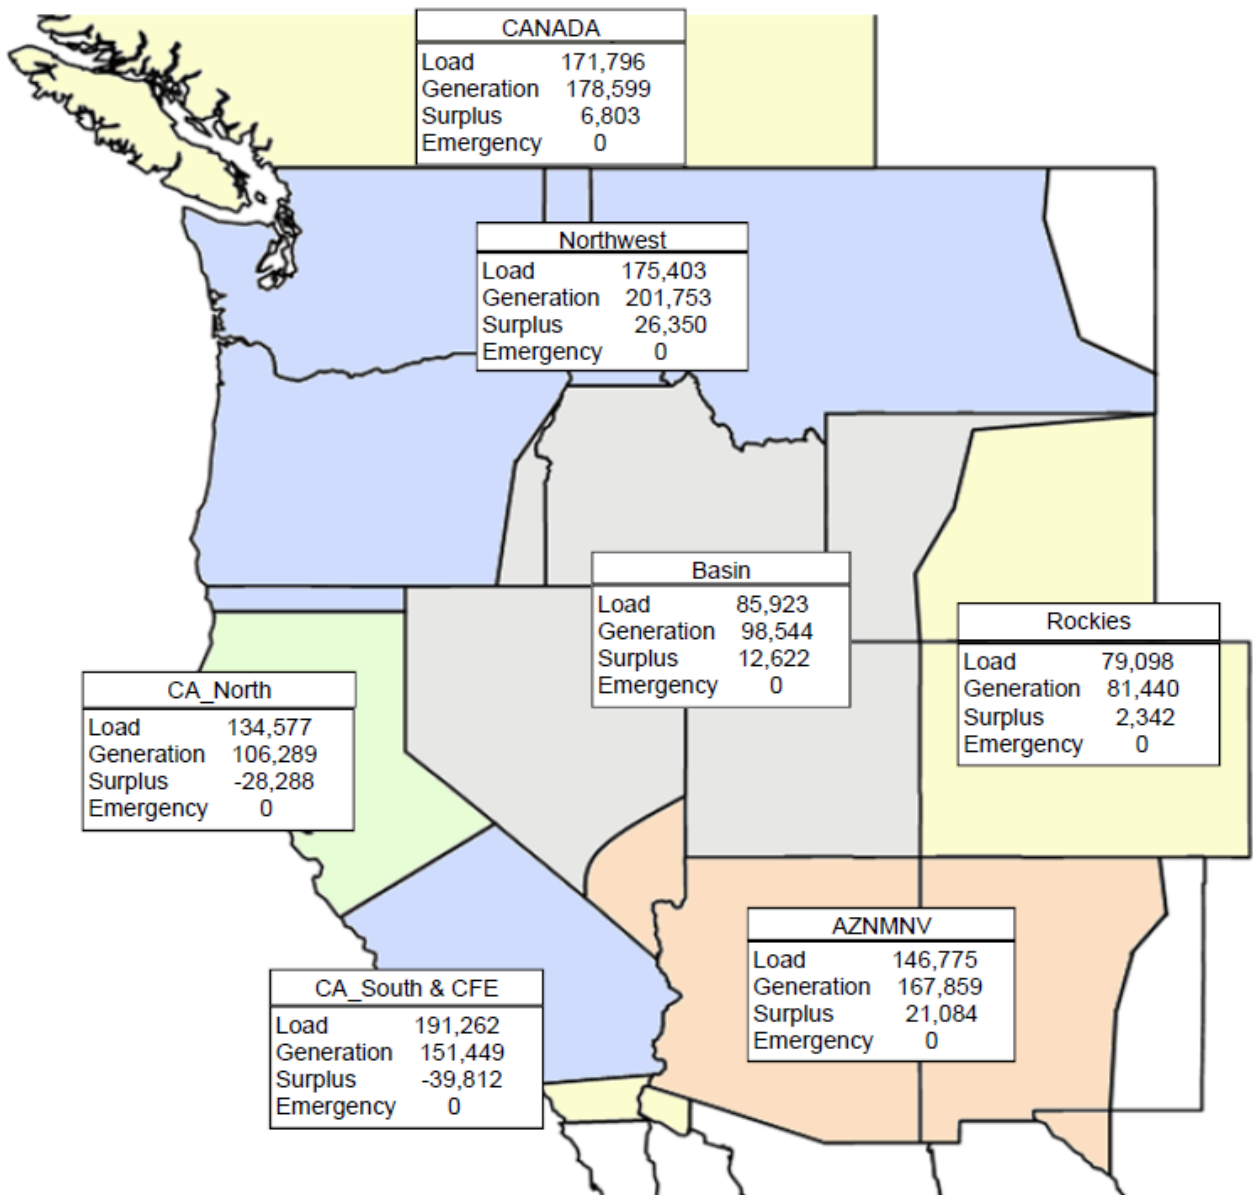 CANADA
Load 171,796
Generation 178,599
Surplus 6,803
Emergency 0
Northwest
Load 175,403
Generation 201,753
Surplus 26,350
Emergency 0
Basin
Load 85,923
Generation 98,544
Surplus 12,622
Emergency 0
Rockies
Load 79,098
Generation 81,440
Surplus 2,342
Emergency 0
CA_North
Load 134,577
Generation 106,289
Surplus -28,288
Emergency 0
AZNMNV
Load 146,775
Generation 167,859
Surplus 21,084
Emergency 0
CA_South & CFE
Load 191,262
Generation 151,449
Surplus -39,812
Emergency 0